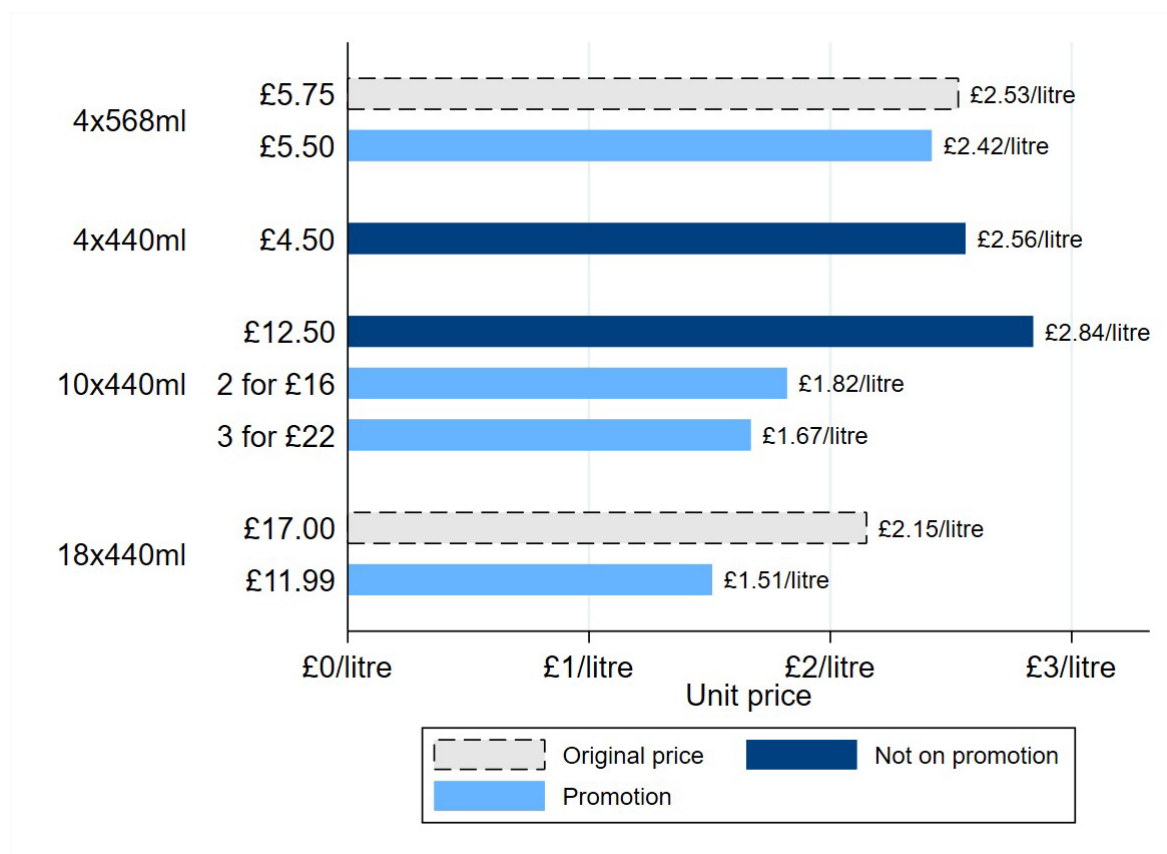 £5.75 £2.53/litre
4x568ml
£5.50 £2.42/litre
4x440ml £4.50 £2.56/litre
£12.50 £2.84/litre
10x440ml 2 for £16 £1.82/litre
3 for £22 £1.67/litre
£17.00 £2.15/litre
18x440ml
£11.99 £1.51/litre
£0/litre £1/litre £2/litre £3/litre
Unit price
Original price Not on promotion
Promotion